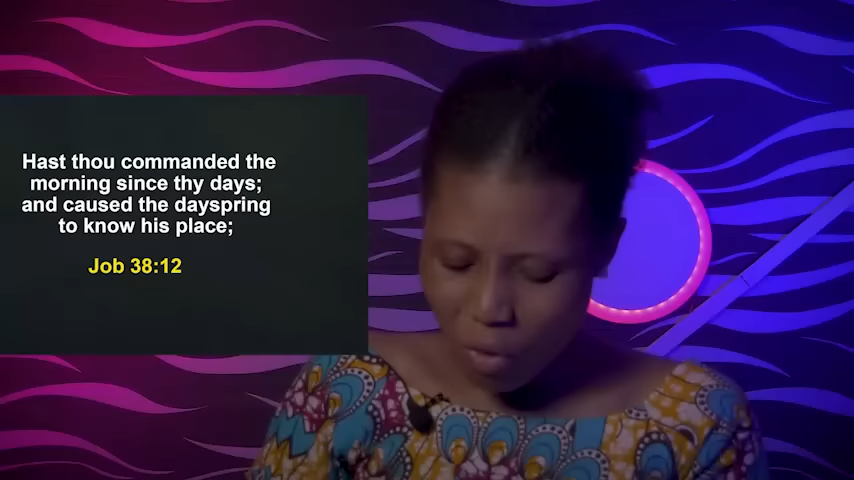 Hast thou commanded the
morning since thy days;
and caused the dayspring
to know his place;
Job 38:12